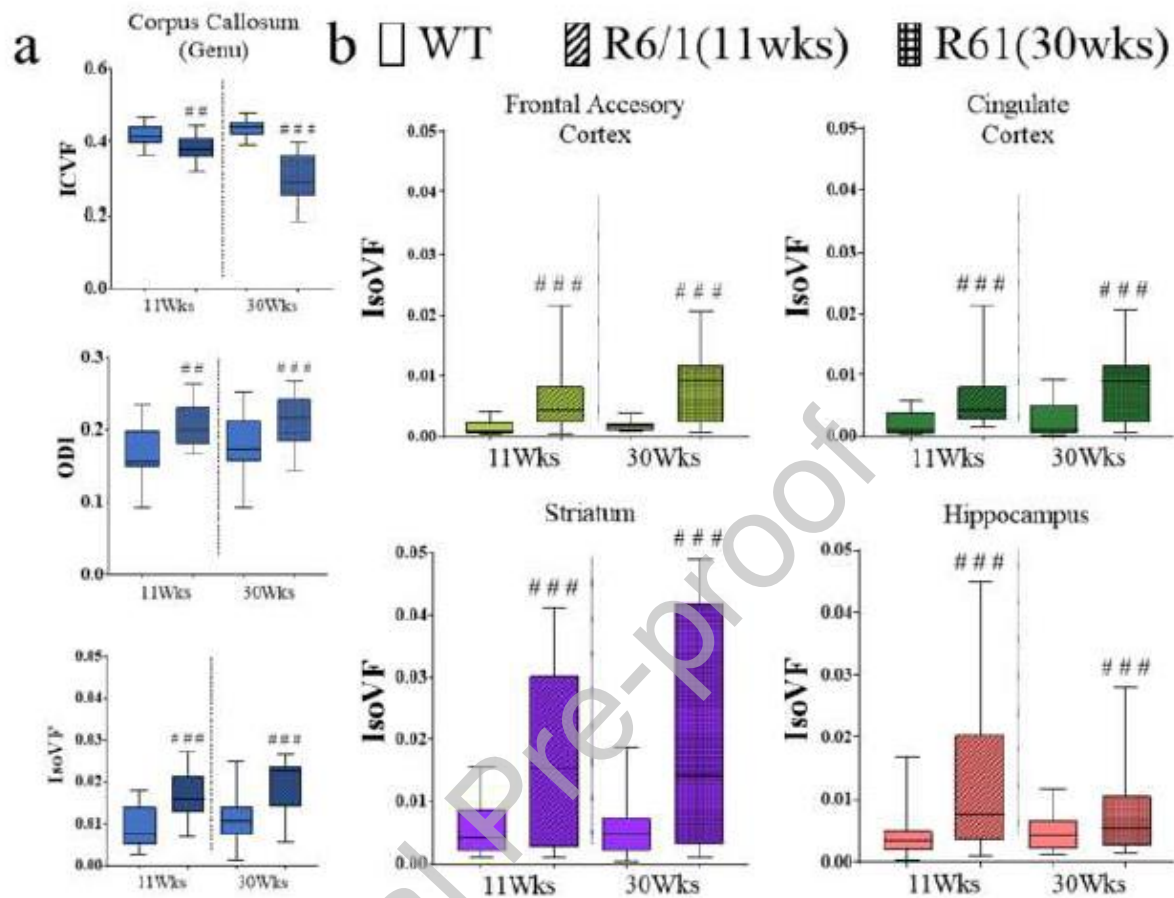 a
Corpus Callosum
(Genu)
ICVF
0.6
0.4
0.2
0.0
##
###
11Wks
30Wks
ODI
0.3
0.2
0.1
0.0
##
###
11Wks
30Wks
IsoVF
0.05
0.04
0.03
0.02
0.01
0.00
###
###
11Wks
30Wks
b
WT
R6/1(11wks)
R61(30wks)
Frontal Accesory
Cortex
IsoVF
0.05
0.04
0.03
0.02
0.01
0.00
###
###
11Wks
30Wks
Cingulate
Cortex
IsoVF
0.05
0.04
0.03
0.02
0.01
0.00
###
###
11Wks
30Wks
Striatum
IsoVF
0.05
0.04
0.03
0.02
0.01
0.00
###
###
11Wks
30Wks
Hippocampus
IsoVF
0.05
0.04
0.03
0.02
0.01
0.00
###
###
11Wks
30Wks
Pre-proof